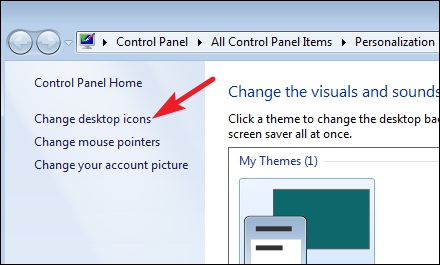 Control Panel All Control Panel Items Personalization
Control Panel Home
Change desktop icons
Change mouse pointers
Change your account picture
Change the visuals and sounds
Click a theme to change the desktop bac
screen saver all at once.
My Themes (1)